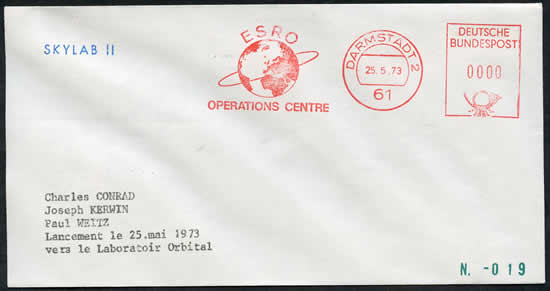 SKYLAB II
ESRO
OPERATIONS CENTRE
DARMSTADT 2
25.5.73
61
DEUTSCHE
BUNDESPOST
0000
Charles CONRAD
Joseph KERWIN
Paul WEITZ
Lancement le 25.mai 1973
vers le Laboratoir Orbital
N. -019